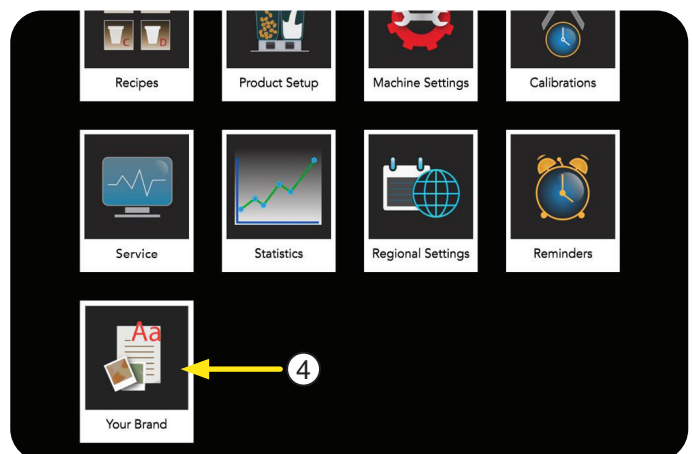 C D
Recipes Product Setup Machine Settings Calibrations
Service Statistics Regional Settings Reminders
Aa
4
Your Brand